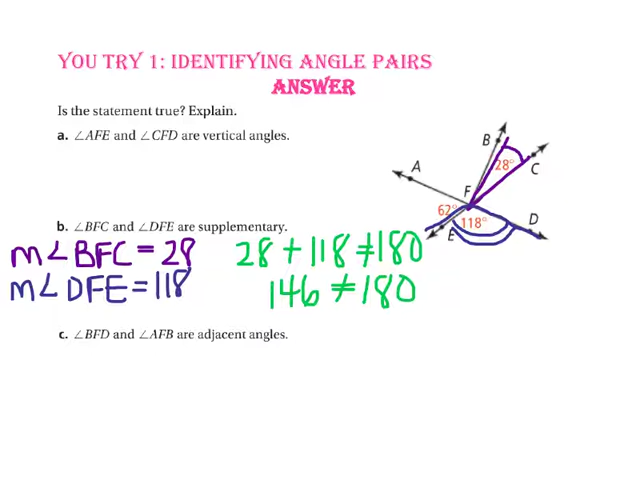 YOU TRY 1: IDENTIFYING ANGLE PAIRS
ANSWER
Is the statement true? Explain.
a. ∠AFE and ∠CFD are vertical angles.
B
28°
C
A
F
62°
118°
D
E
b. ∠BFC and ∠DFE are supplementary.
m∠BFC = 28 28 + 118 ≠ 180
m∠DFE = 118 146 ≠ 180
c. ∠BFD and ∠AFB are adjacent angles.